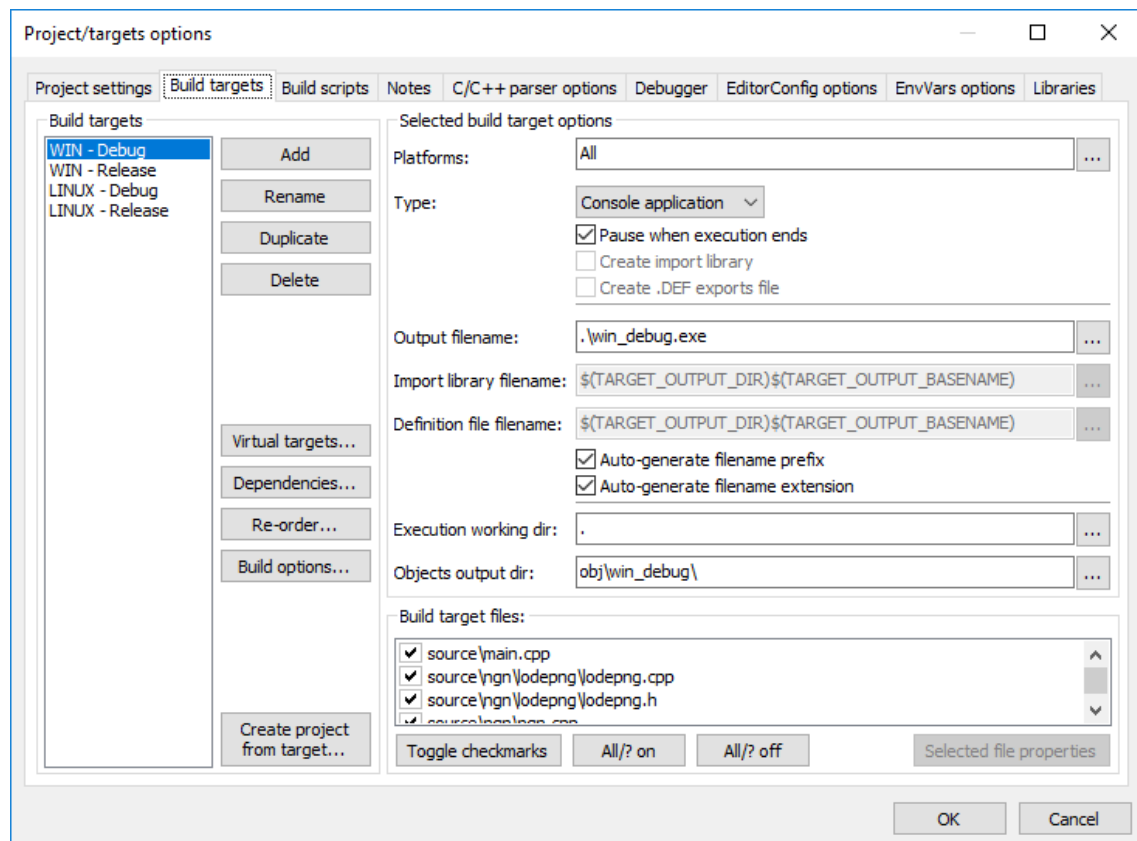 Project/targets options
Project settings Build targets Build scripts Notes C/C++ parser options Debugger EditorConfig options EnvVars options Libraries
Build targets
WIN - Debug
WIN - Release
LINUX - Debug
LINUX - Release
Add
Rename
Duplicate
Delete
Virtual targets...
Dependencies...
Re-order...
Build options...
Create project
from target...
Selected build target options
Platforms: All ...
Type: Console application
Pause when execution ends
Create import library
Create .DEF exports file
Output filename: .\win_debug.exe ...
Import library filename: $(TARGET_OUTPUT_DIR)$(TARGET_OUTPUT_BASENAME) ...
Definition file filename: $(TARGET_OUTPUT_DIR)$(TARGET_OUTPUT_BASENAME) ...
Auto-generate filename prefix
Auto-generate filename extension
Execution working dir: . ...
Objects output dir: obj\win_debug\ ...
Build target files:
source\main.cpp
source\ngn\lodepng\lodepng.cpp
source\ngn\lodepng\lodepng.h
source\ngn\ngn.cpp
Toggle checkmarks All/? on All/? off Selected file properties
OK Cancel